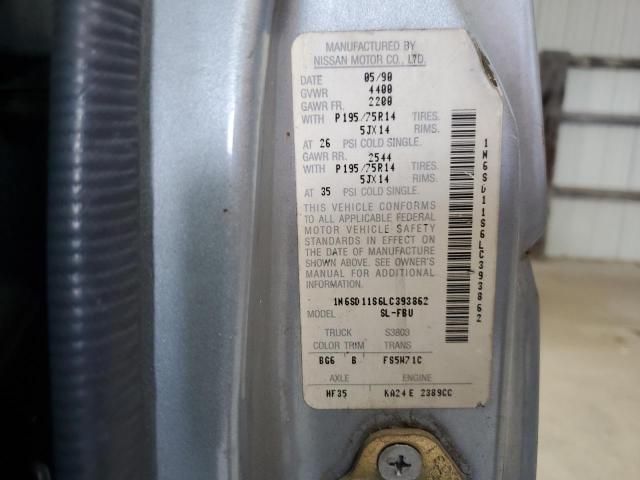 MANUFACTURED BY
NISSAN MOTOR CO., LTD.
DATE 05/90
GVWR 4400
GAWR FR. 2200
WITH P195/75R14 TIRES.
5JX14 RIMS.
AT 26 PSI COLD SINGLE.
GAWR RR. 2544
WITH P195/75R14 TIRES.
5JX14 RIMS.
AT 35 PSI COLD SINGLE.
THIS VEHICLE CONFORMS
TO ALL APPLICABLE FEDERAL
MOTOR VEHICLE SAFETY
STANDARDS IN EFFECT ON
THE DATE OF MANUFACTURE
SHOWN ABOVE. SEE OWNER'S
MANUAL FOR ADDITIONAL
INFORMATION.
1N6SD11S6LC393862
MODEL SL-FBU
TRUCK S3803
COLOR TRIM TRANS
BG6 B FS5W71C
AXLE ENGINE
HF35 KA24E 2389CC
1N6SD11S6LC393862